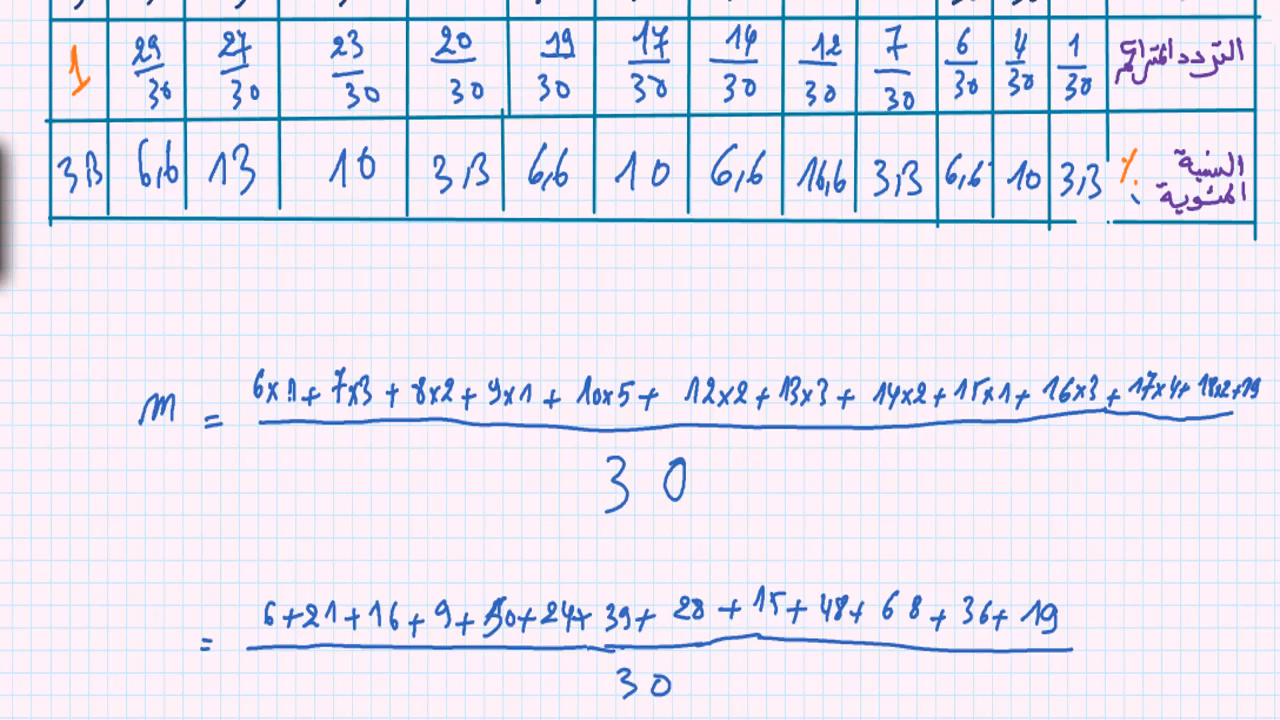 التردد المتراكم 1/30 4/30 6/30 7/30 12/30 14/30 17/30 19/30 20/30 23/30 27/30 29/30 1
النسبة المئوية % 3,3 10 6,6 3,3 16,6 6,6 10 6,6 3,3 10 13 6,6 3,3
m = 6x1+ 7x3 + 8x2 + 9x1 + 10x5 + 12x2 + 13x3 + 14x2 + 15x1+ 16x3 + 17x4+ 18x2+19
30
= 6+21+16+9+50+24+39+28+15+48+68+36+19
30